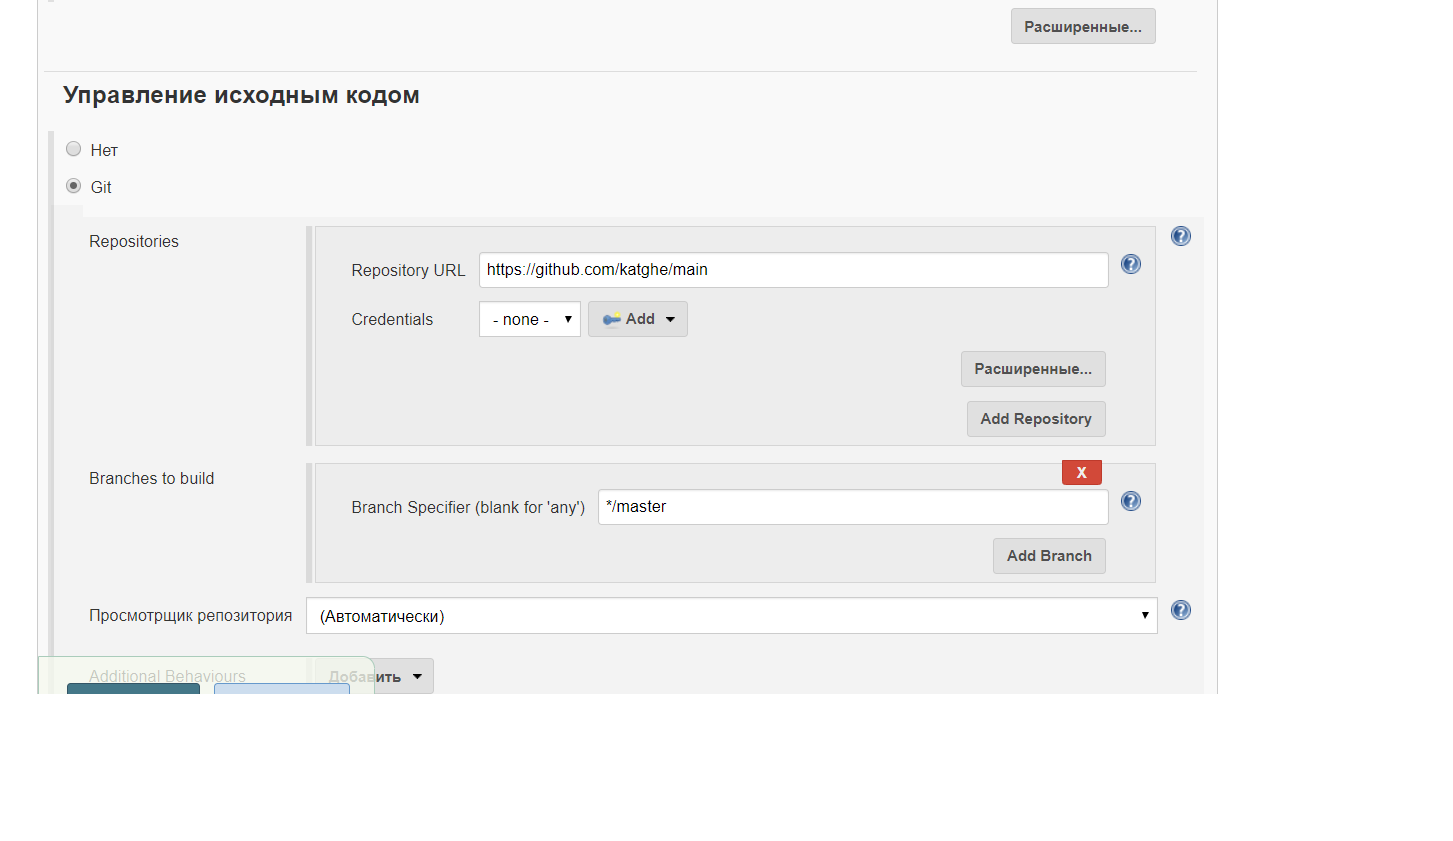 Расширенные...
Управление исходным кодом
Нет
Git
Repositories
Repository URL https://github.com/katghe/main
Credentials - none - Add
Расширенные...
Add Repository
Branches to build
X
Branch Specifier (blank for 'any') */master
Add Branch
Просмотрщик репозитория (Автоматически)
Additional Behaviours Добавить